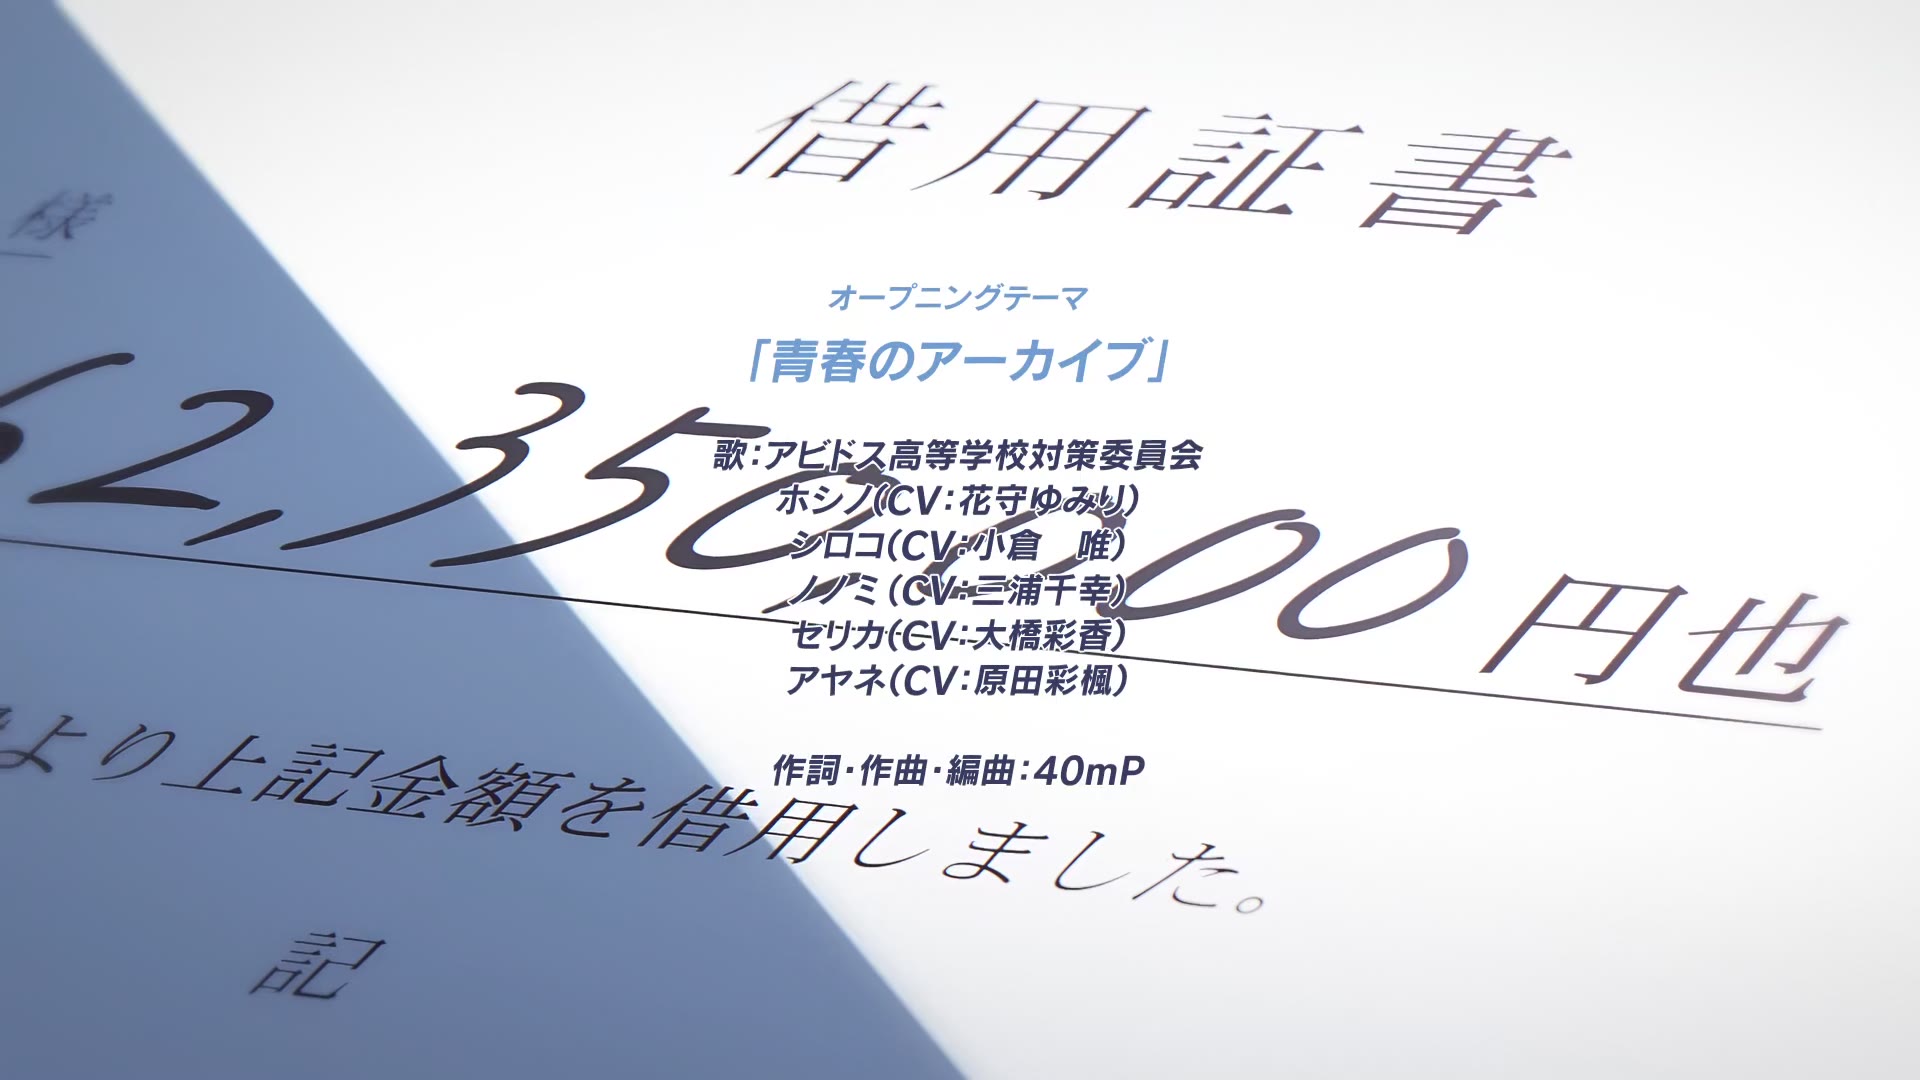 借用証書
様
オープニングテーマ
「青春のアーカイブ」
62,350,000円也
歌：アビドス高等学校対策委員会
ホシノ(CV：花守ゆみり)
シロコ(CV：小倉　唯)
ノノミ(CV：三浦千幸)
セリカ(CV：大橋彩香)
アヤネ(CV：原田彩楓)
作詞・作曲・編曲：40mP
より上記金額を借用しました。
記